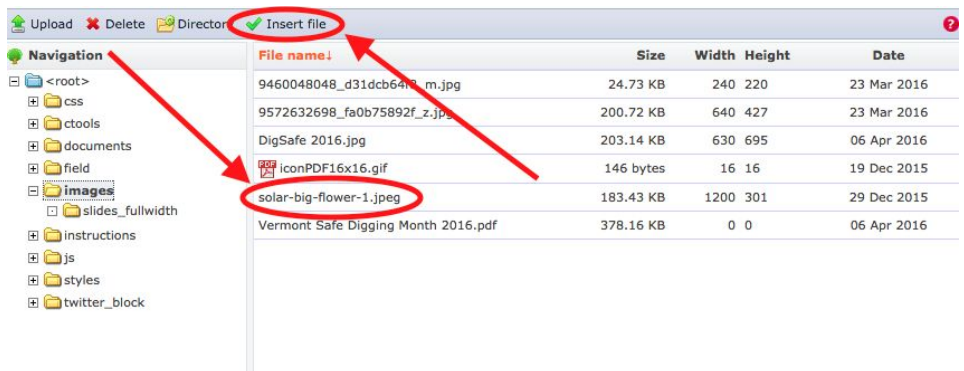 Upload Delete Director Insert file ?
Navigation
File name↓ Size Width Height Date
<root>
css
ctools
documents
field
images
slides_fullwidth
instructions
js
styles
twitter_block
_m.jpg 24.73 KB 240 220 23 Mar 2016
9572632698_fa0b75892f_z.jpg 200.72 KB 640 427 23 Mar 2016
DigSafe 2016.jpg 203.14 KB 630 695 06 Apr 2016
PDF iconPDF16x16.gif 146 bytes 16 16 19 Dec 2015
solar-big-flower-1.jpeg 183.43 KB 1200 301 29 Dec 2015
Vermont Safe Digging Month 2016.pdf 378.16 KB 0 0 06 Apr 2016